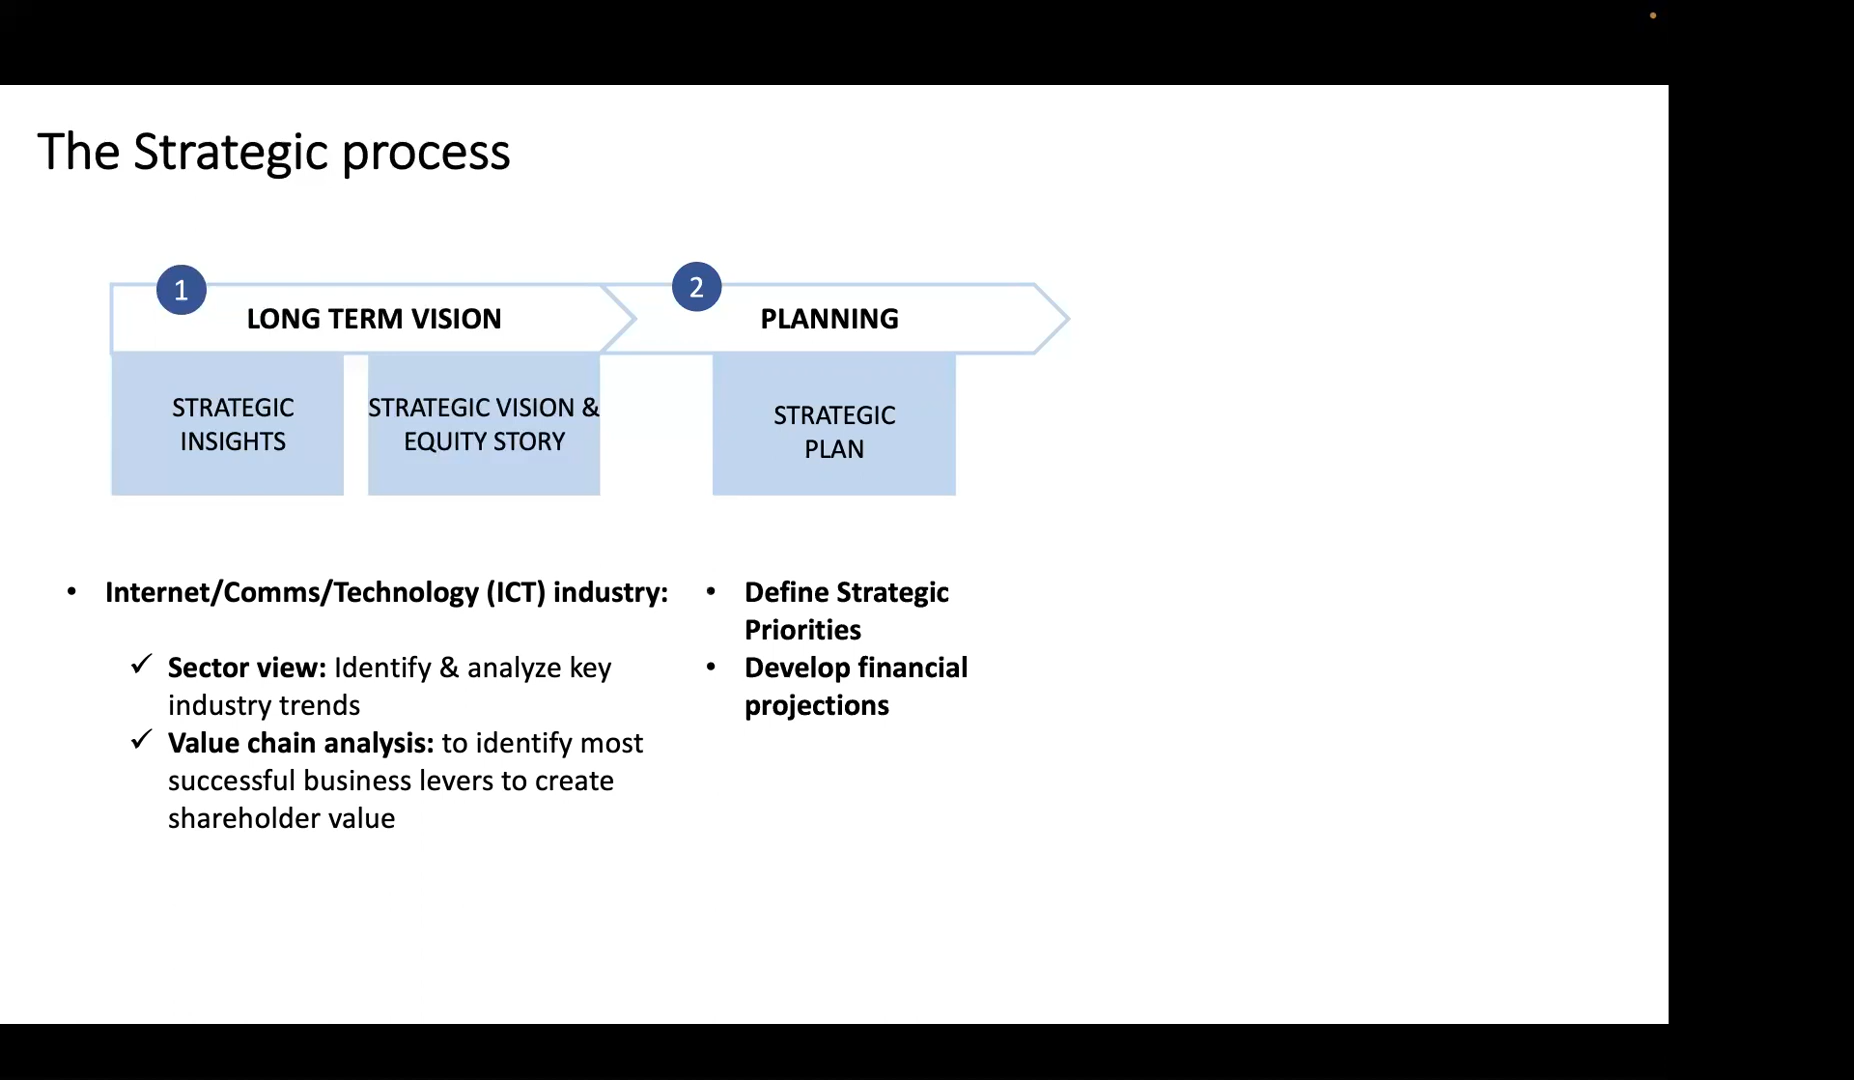 The Strategic process
1
LONG TERM VISION
2
PLANNING
STRATEGIC
INSIGHTS
STRATEGIC VISION &
EQUITY STORY
STRATEGIC
PLAN
• Internet/Comms/Technology (ICT) industry:
✓ Sector view: Identify & analyze key
industry trends
✓ Value chain analysis: to identify most
successful business levers to create
shareholder value
• Define Strategic
Priorities
• Develop financial
projections